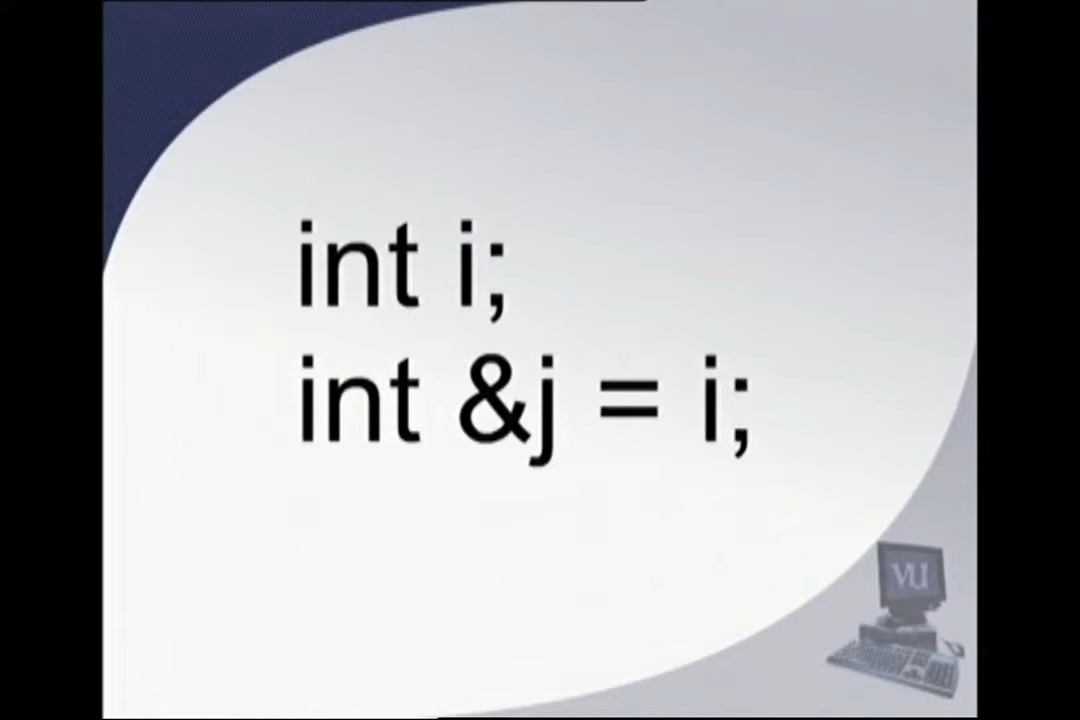 int i;
int &j = i;
VU